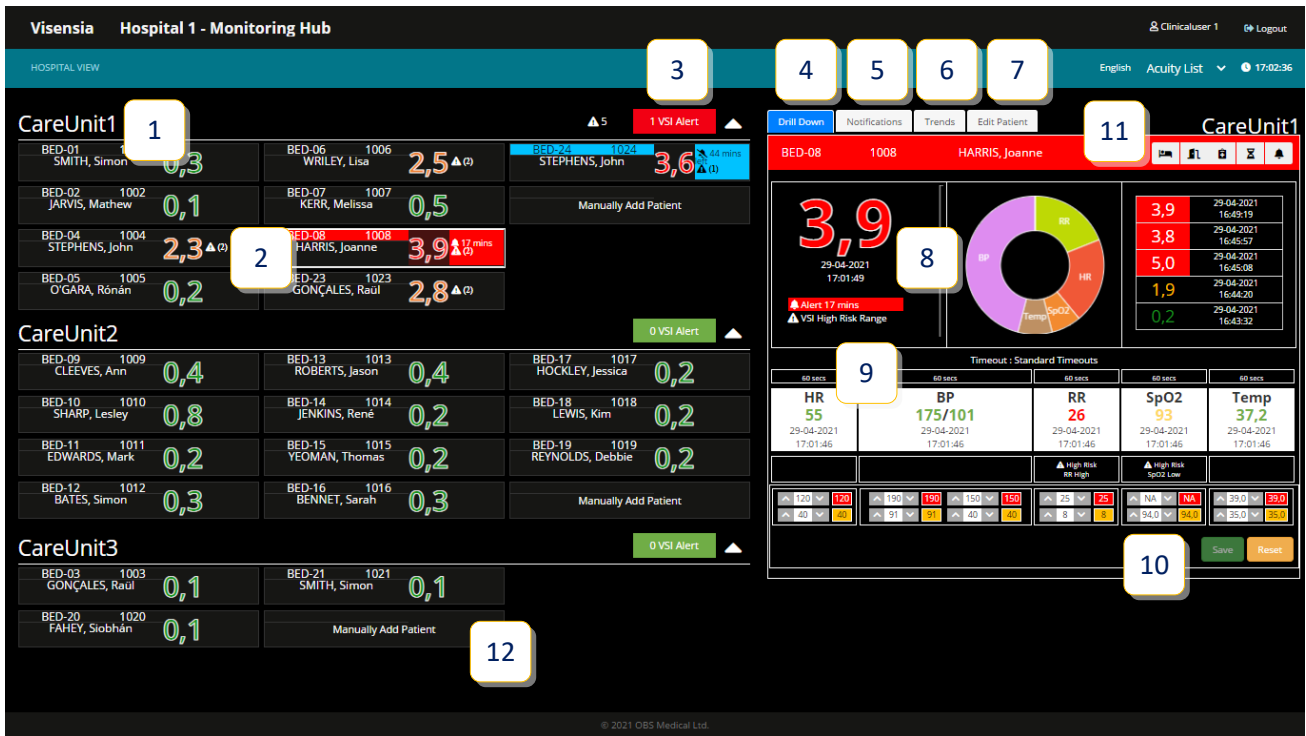 Visensia Hospital 1 - Monitoring Hub
Clinicaluser 1 Logout
HOSPITAL VIEW
English Acuity List 17:02:36
3
4
5
6
7
CareUnit1
1
5
1 VSI Alert
BED-01
SMITH, Simon
0,3
BED-06 1006
WRILEY, Lisa
2,5 (2)
BED-24 1024
STEPHENS, John
3,6
44 mins
(1)
BED-02 1002
JARVIS, Mathew
0,1
BED-07 1007
KERR, Melissa
0,5
Manually Add Patient
BED-04 1004
STEPHENS, John
2,3 (2)
2
BED-08 1008
HARRIS, Joanne
3,9
17 mins
(2)
BED-05 1005
O'GARA, Rónán
0,2
BED-23 1023
GONÇALES, Raül
2,8 (2)
CareUnit2
0 VSI Alert
BED-09 1009
CLEEVES, Ann
0,4
BED-13 1013
ROBERTS, Jason
0,4
BED-17 1017
HOCKLEY, Jessica
0,2
BED-10 1010
SHARP, Lesley
0,8
BED-14 1014
JENKINS, René
0,2
BED-18 1018
LEWIS, Kim
0,2
BED-11 1011
EDWARDS, Mark
0,2
BED-15 1015
YEOMAN, Thomas
0,2
BED-19 1019
REYNOLDS, Debbie
0,2
BED-12 1012
BATES, Simon
0,3
BED-16 1016
BENNET, Sarah
0,3
Manually Add Patient
CareUnit3
0 VSI Alert
BED-03 1003
GONÇALES, Raül
0,1
BED-21 1021
SMITH, Simon
0,1
BED-20 1020
FAHEY, Siobhán
0,1
Manually Add Patient
12
Drill Down Notifications Trends Edit Patient
11
CareUnit1
BED-08 1008 HARRIS, Joanne
3,9
29-04-2021
17:01:49
Alert 17 mins
VSI High Risk Range
8
RR
HR
SpO2
Temp
BP
3,9 29-04-2021 16:49:19
3,8 29-04-2021 16:45:57
5,0 29-04-2021 16:45:08
1,9 29-04-2021 16:44:20
0,2 29-04-2021 16:43:32
Timeout : Standard Timeouts
9
60 secs 60 secs 60 secs 60 secs 60 secs
HR BP RR SpO2 Temp
55 175/101 26 93 37,2
29-04-2021 29-04-2021 29-04-2021 29-04-2021 29-04-2021
17:01:46 17:01:46 17:01:46 17:01:46 17:01:46
High Risk High Risk
RR High SpO2 Low
120 120 190 190 150 150 25 25 NA NA 39,0 39,0
40 40 91 91 40 40 8 8 94,0 94,0 35,0 35,0
10
Save Reset
© 2021 OBS Medical Ltd.